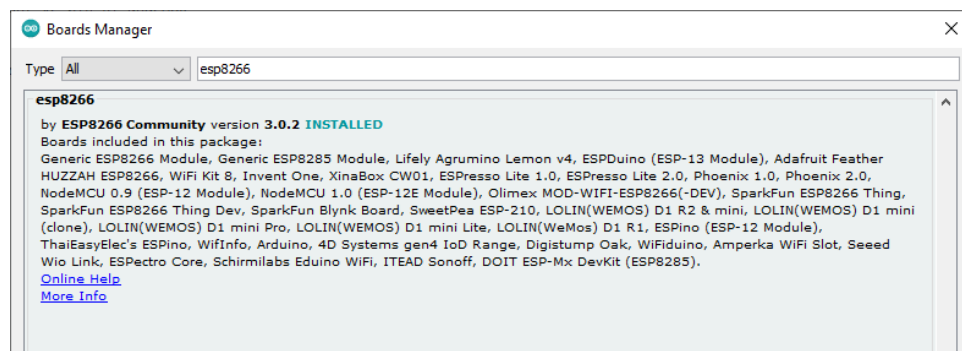 Boards Manager
Type All esp8266
esp8266
by ESP8266 Community version 3.0.2 INSTALLED
Boards included in this package:
Generic ESP8266 Module, Generic ESP8285 Module, Lifely Agrumino Lemon v4, ESPDuino (ESP-13 Module), Adafruit Feather
HUZZAH ESP8266, WiFi Kit 8, Invent One, XinaBox CW01, ESPresso Lite 1.0, ESPresso Lite 2.0, Phoenix 1.0, Phoenix 2.0,
NodeMCU 0.9 (ESP-12 Module), NodeMCU 1.0 (ESP-12E Module), Olimex MOD-WIFI-ESP8266(-DEV), SparkFun ESP8266 Thing,
SparkFun ESP8266 Thing Dev, SparkFun Blynk Board, SweetPea ESP-210, LOLIN(WEMOS) D1 R2 & mini, LOLIN(WEMOS) D1 mini
(clone), LOLIN(WEMOS) D1 mini Pro, LOLIN(WEMOS) D1 mini Lite, LOLIN(WeMos) D1 R1, ESPino (ESP-12 Module),
ThaiEasyElec's ESPino, WifInfo, Arduino, 4D Systems gen4 IoD Range, Digistump Oak, WiFiduino, Amperka WiFi Slot, Seeed
Wio Link, ESPectro Core, Schirmilabs Eduino WiFi, ITEAD Sonoff, DOIT ESP-Mx DevKit (ESP8285).
Online Help
More Info